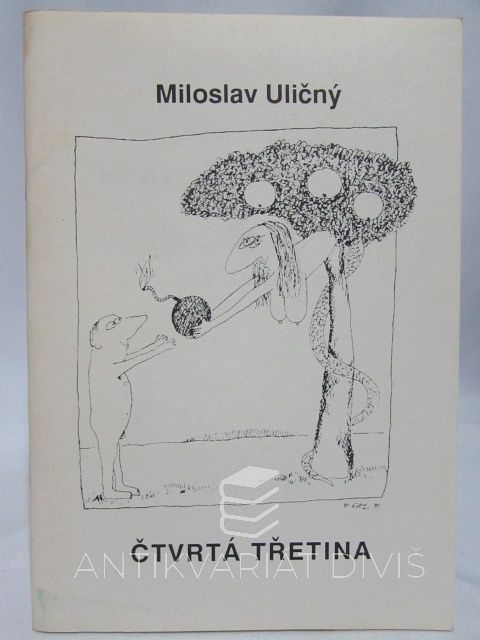 Miloslav Uličný
ČTVRTÁ TŘETINA
ANTIKVARIÁT DIVIŠ